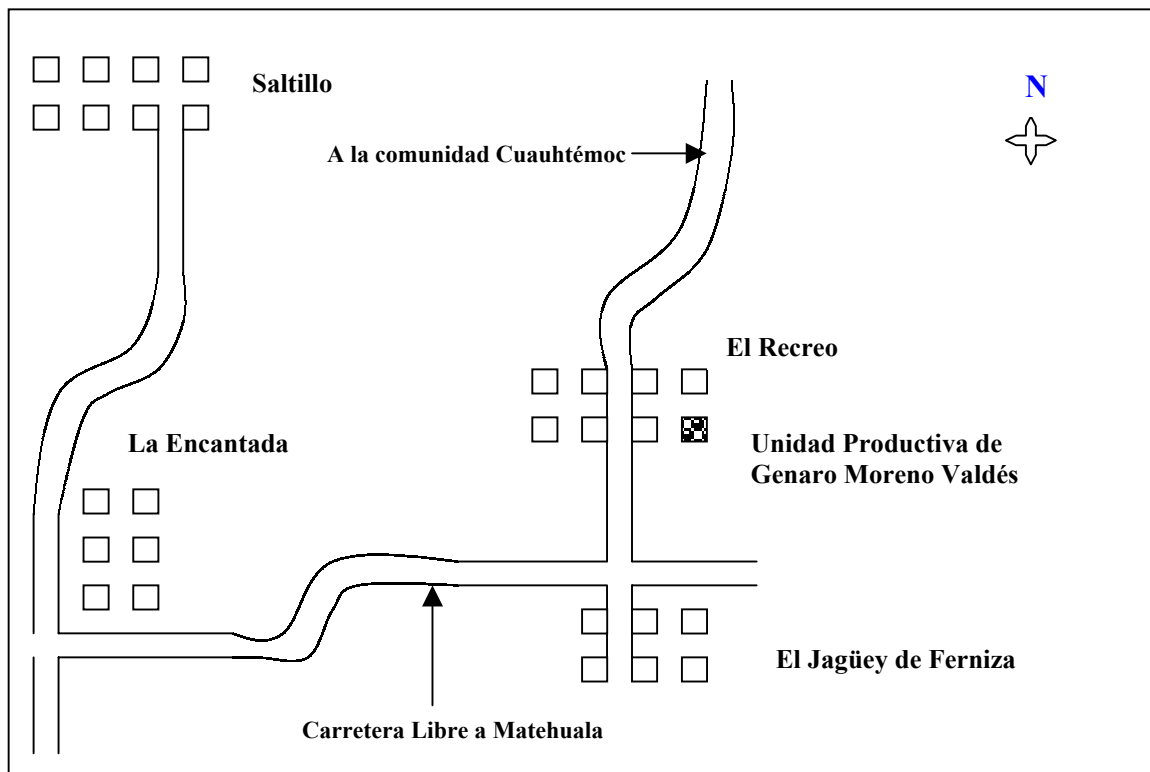 Saltillo
N
A la comunidad Cuauhtémoc
El Recreo
La Encantada
Unidad Productiva de
Genaro Moreno Valdés
El Jagüey de Ferniza
Carretera Libre a Matehuala